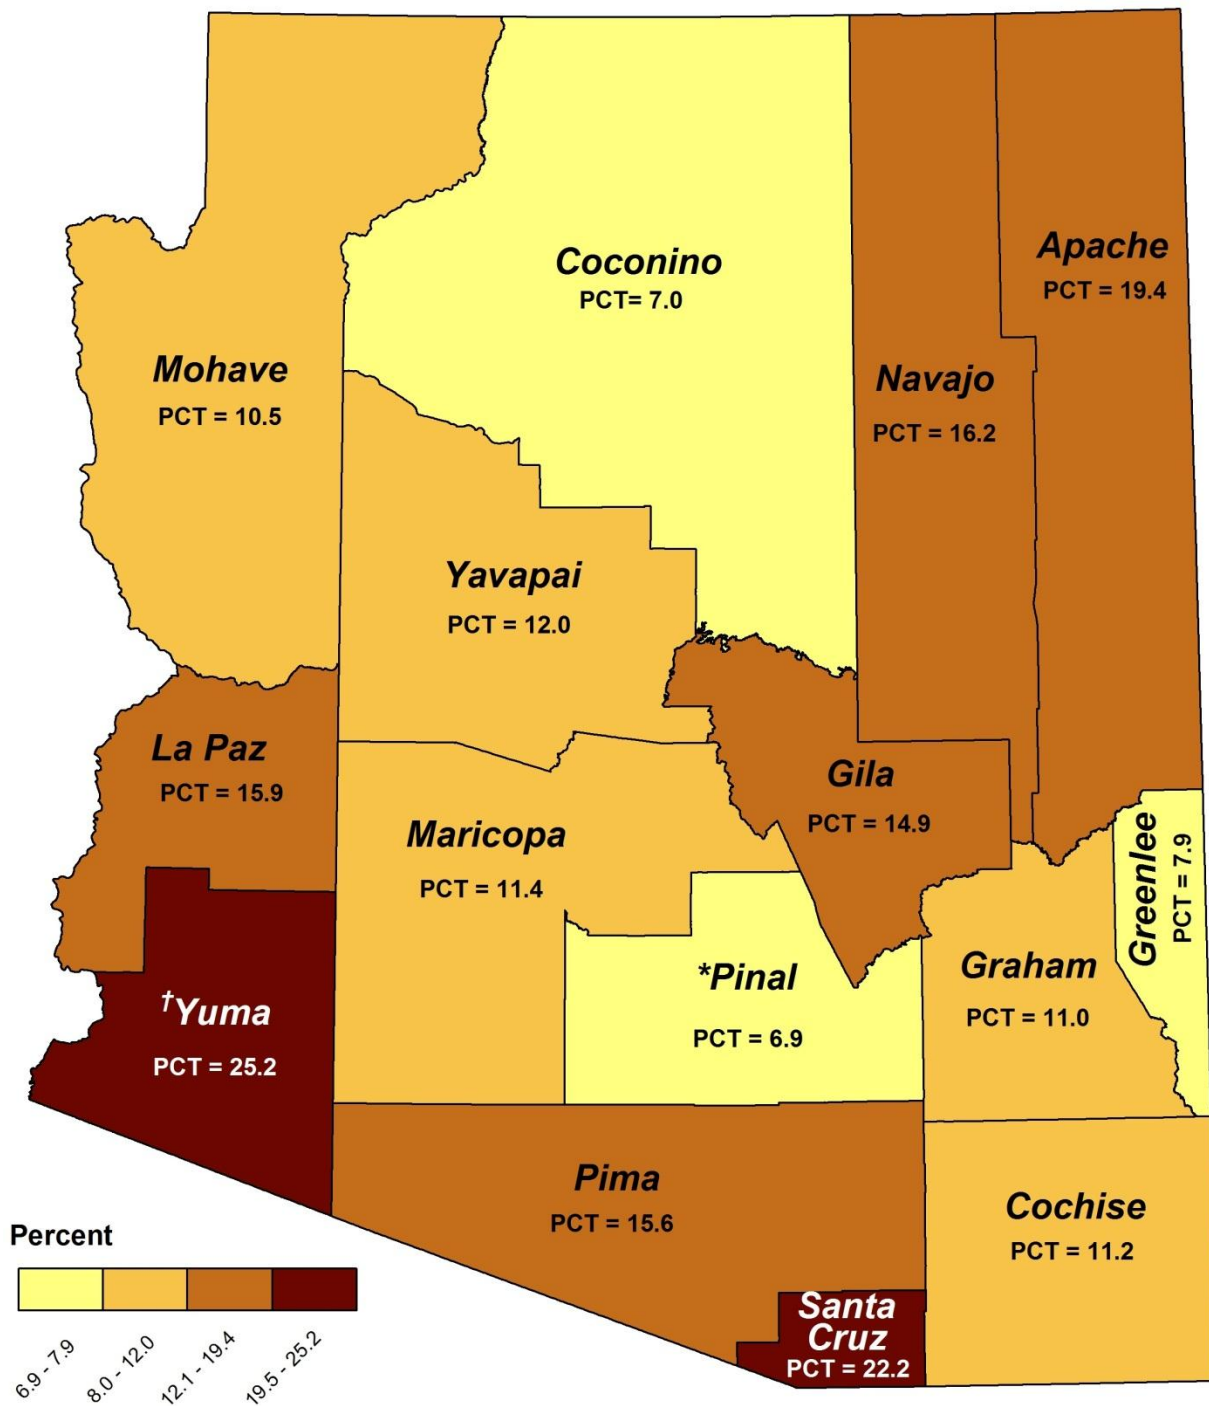 Coconino
PCT= 7.0
Apache
PCT = 19.4
Mohave
PCT = 10.5
Navajo
PCT = 16.2
Yavapai
PCT = 12.0
La Paz
PCT = 15.9
Gila
PCT = 14.9
Maricopa
PCT = 11.4
Greenlee
PCT = 7.9
*Pinal
PCT = 6.9
Graham
PCT = 11.0
†Yuma
PCT = 25.2
Pima
PCT = 15.6
Cochise
PCT = 11.2
Santa
Cruz
PCT = 22.2
Percent
6.9 - 7.9
8.0 - 12.0
12.1 - 19.4
19.5 - 25.2